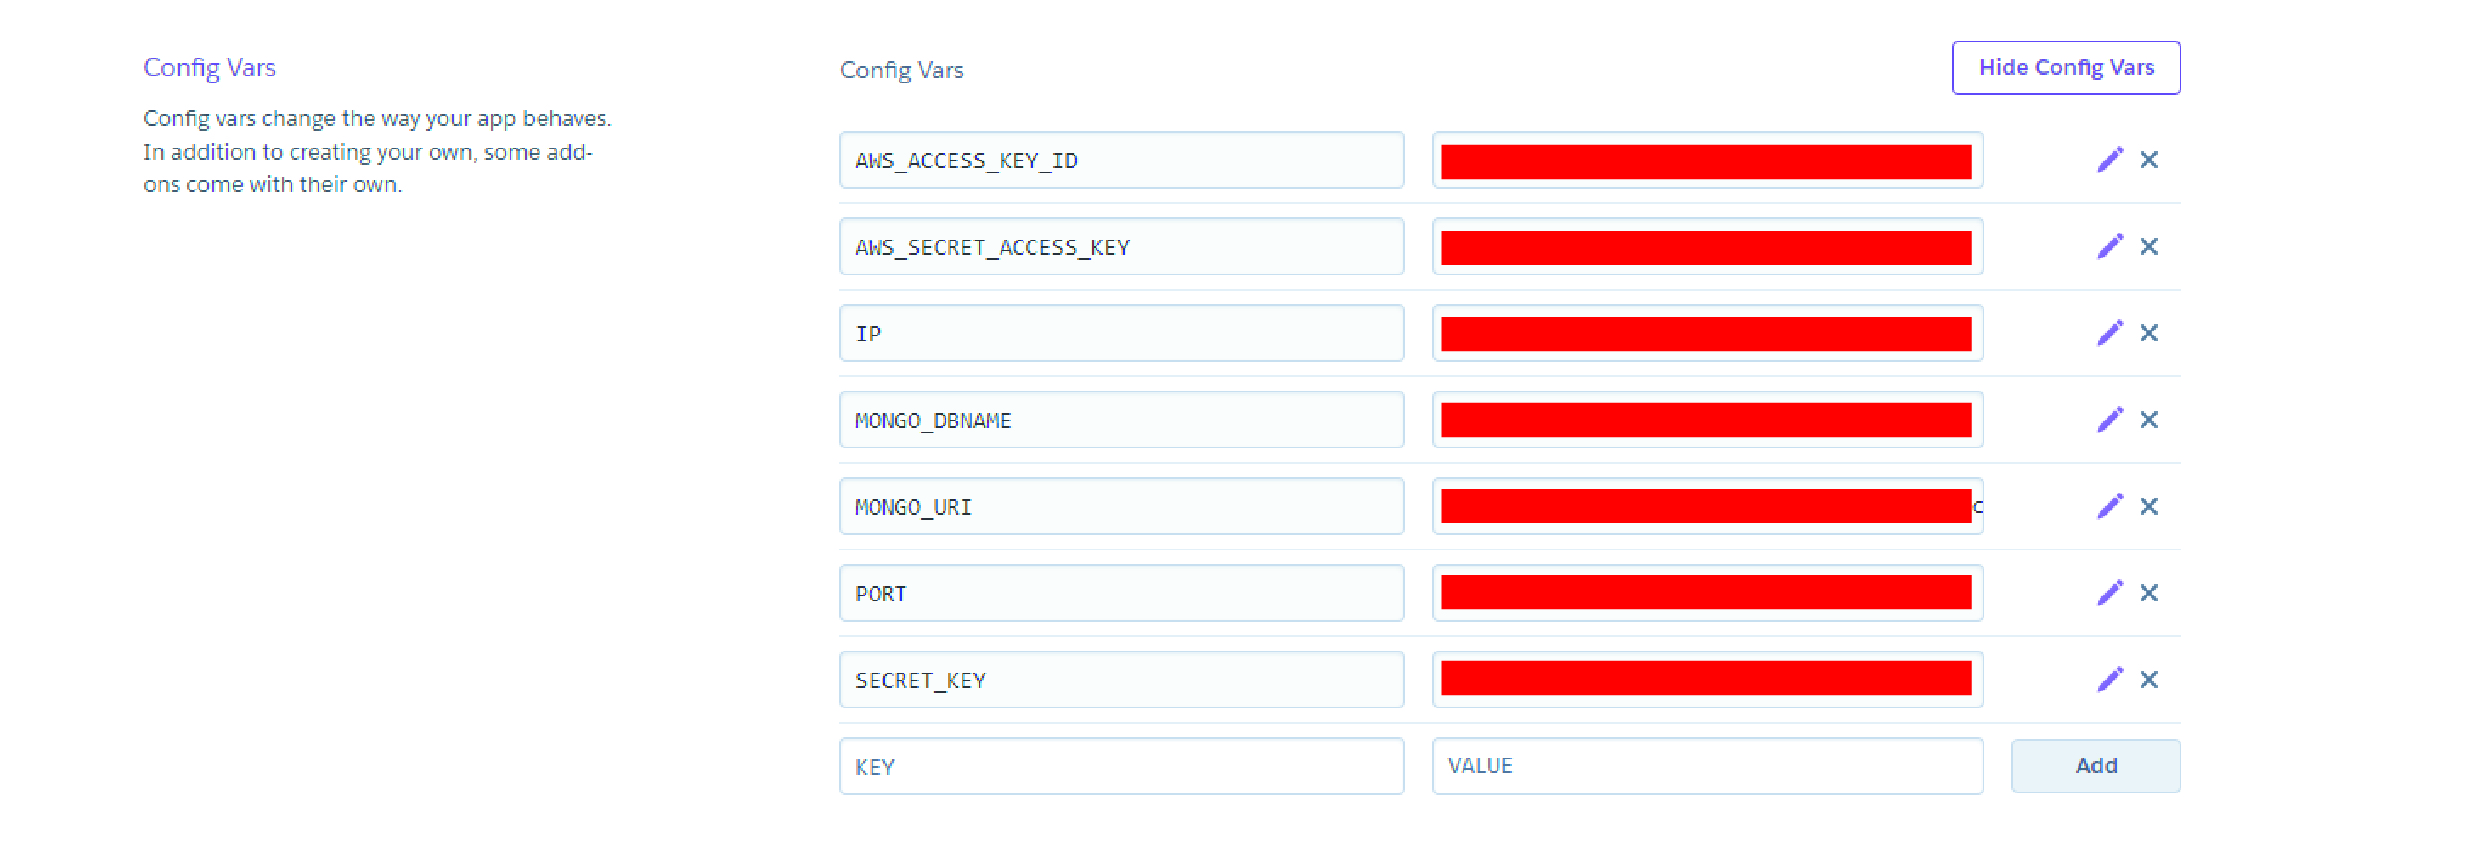 Config Vars
Config vars change the way your app behaves.
In addition to creating your own, some add-
ons come with their own.
Config Vars
Hide Config Vars
AWS_ACCESS_KEY_ID
AWS_SECRET_ACCESS_KEY
IP
MONGO_DBNAME
MONGO_URI
PORT
SECRET_KEY
KEY
VALUE
Add